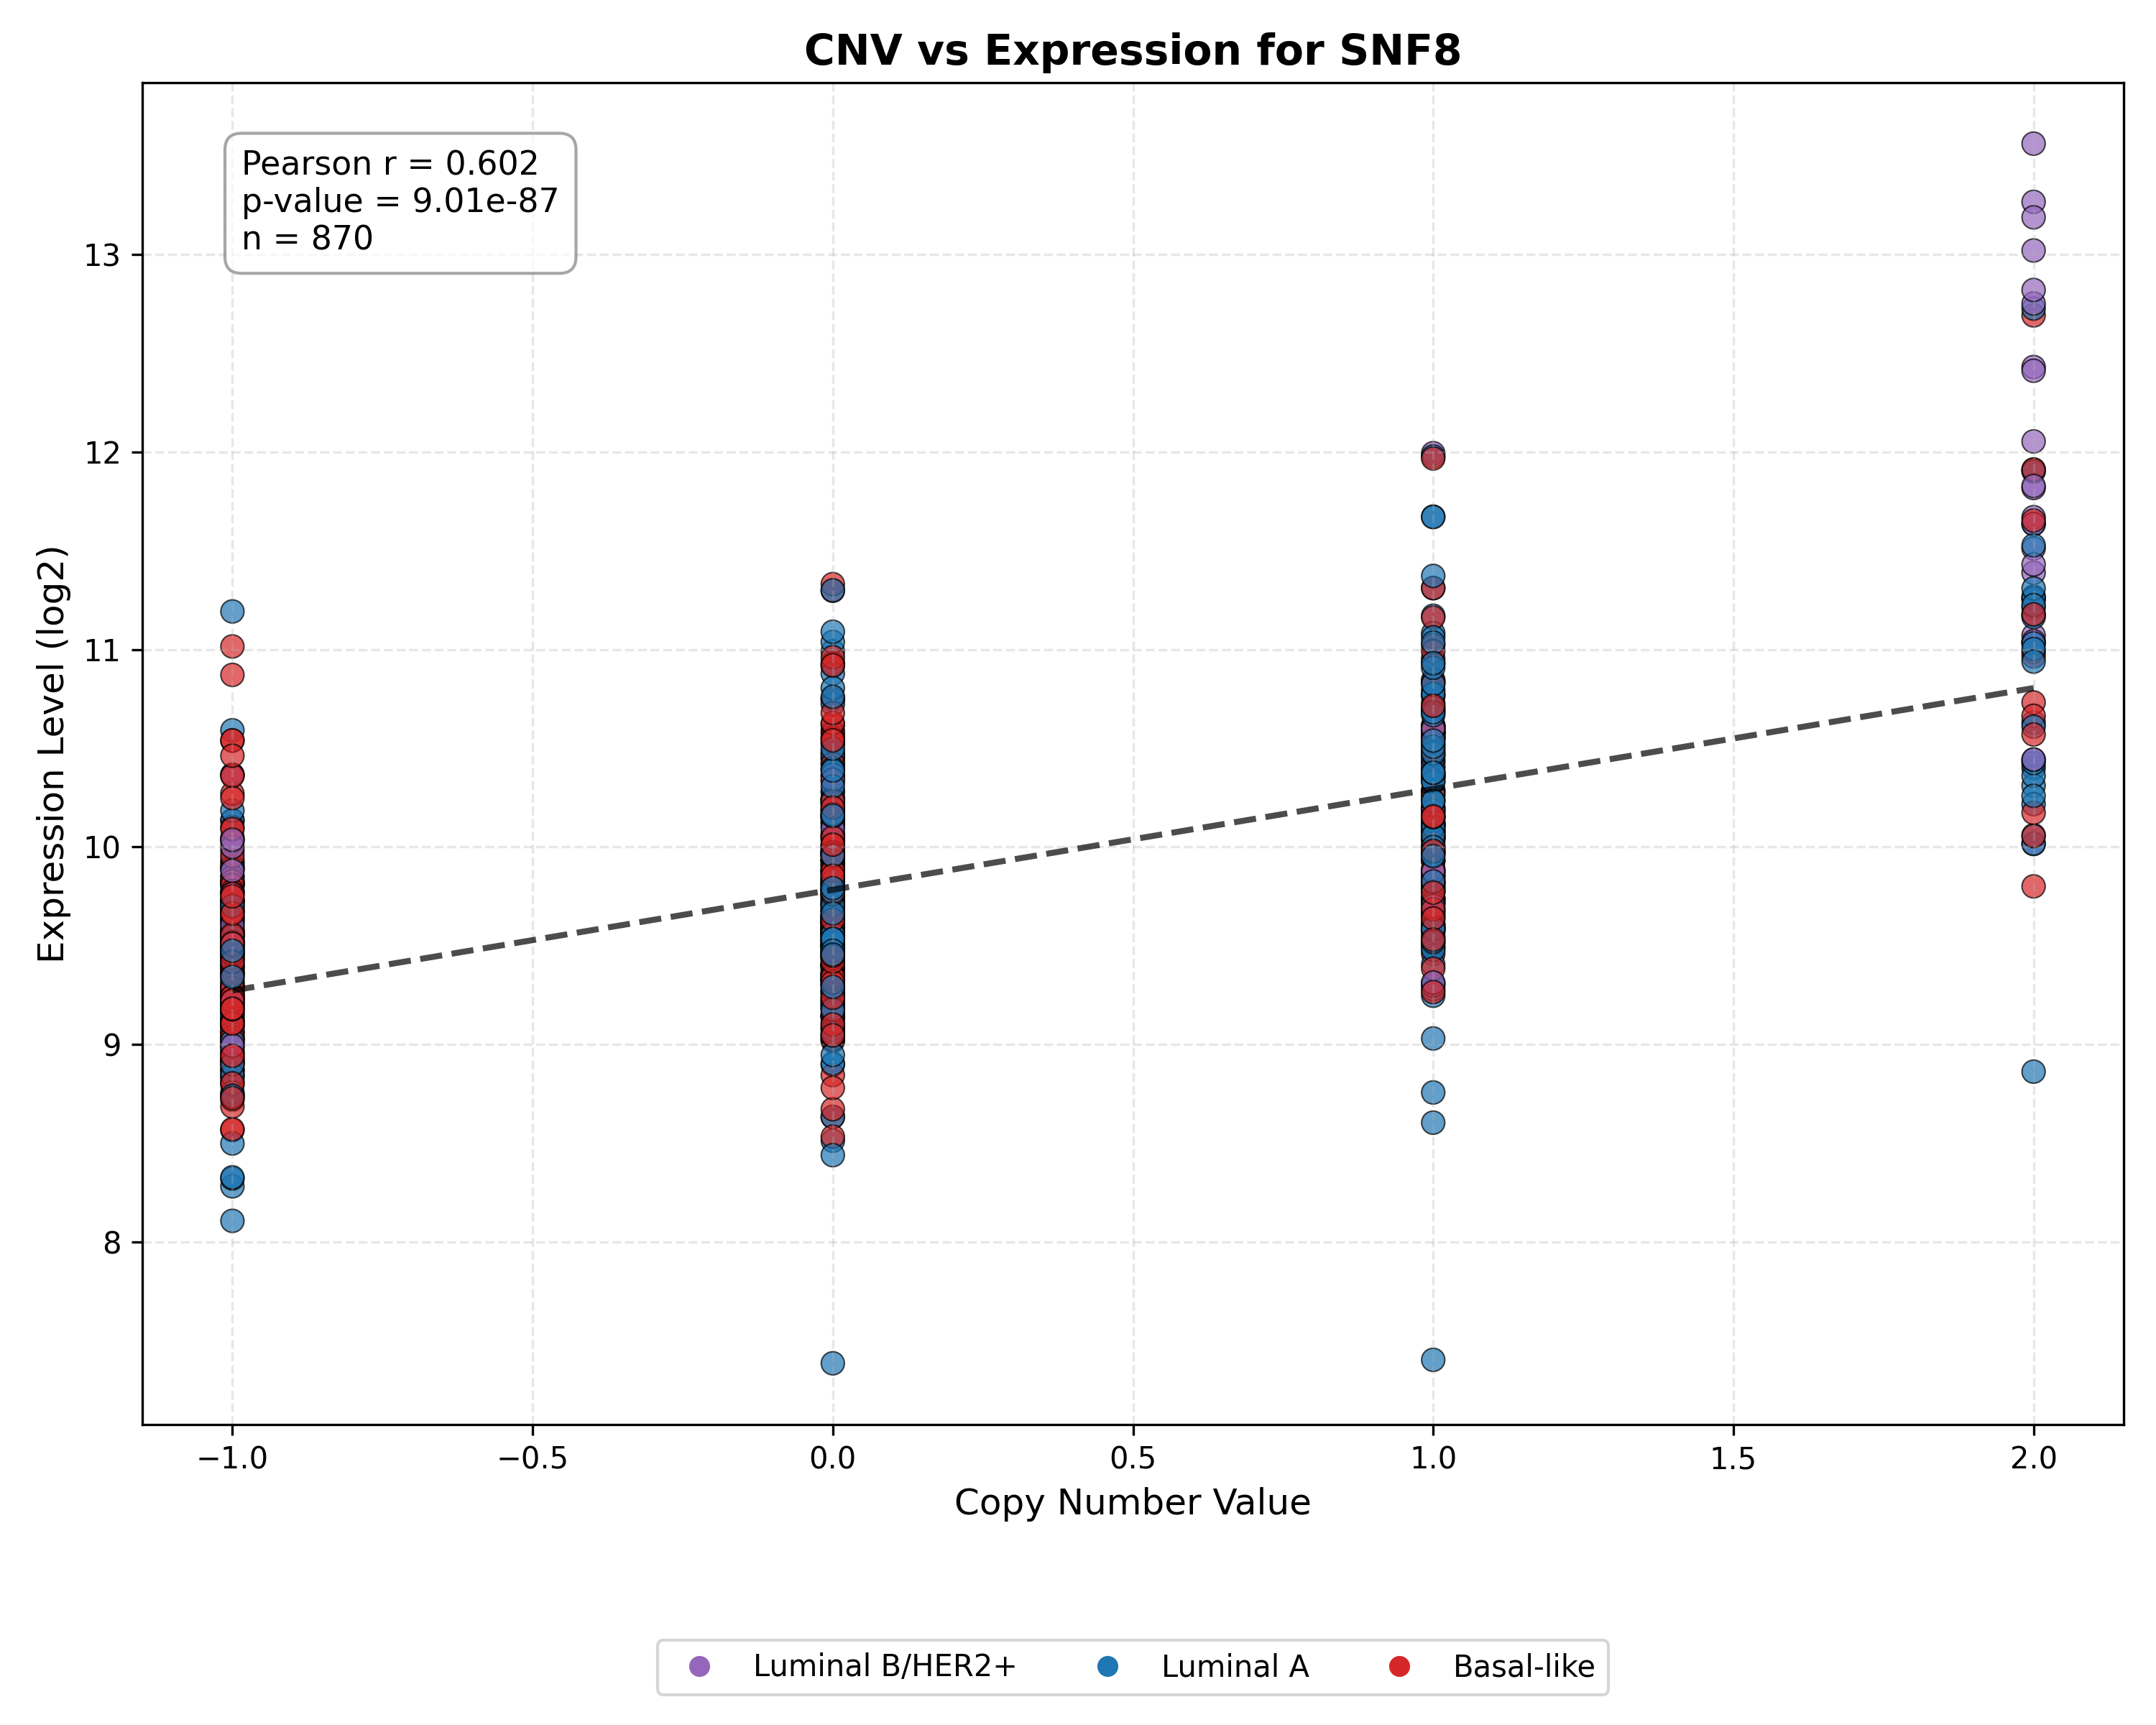 CNV vs Expression for SNF8
Pearson r = 0.602
p-value = 9.01e-87
n = 870
Expression Level (log2)
13
12
11
10
9
8
−1.0
−0.5
0.0
0.5
1.0
1.5
2.0
Copy Number Value
Luminal B/HER2+
Luminal A
Basal-like